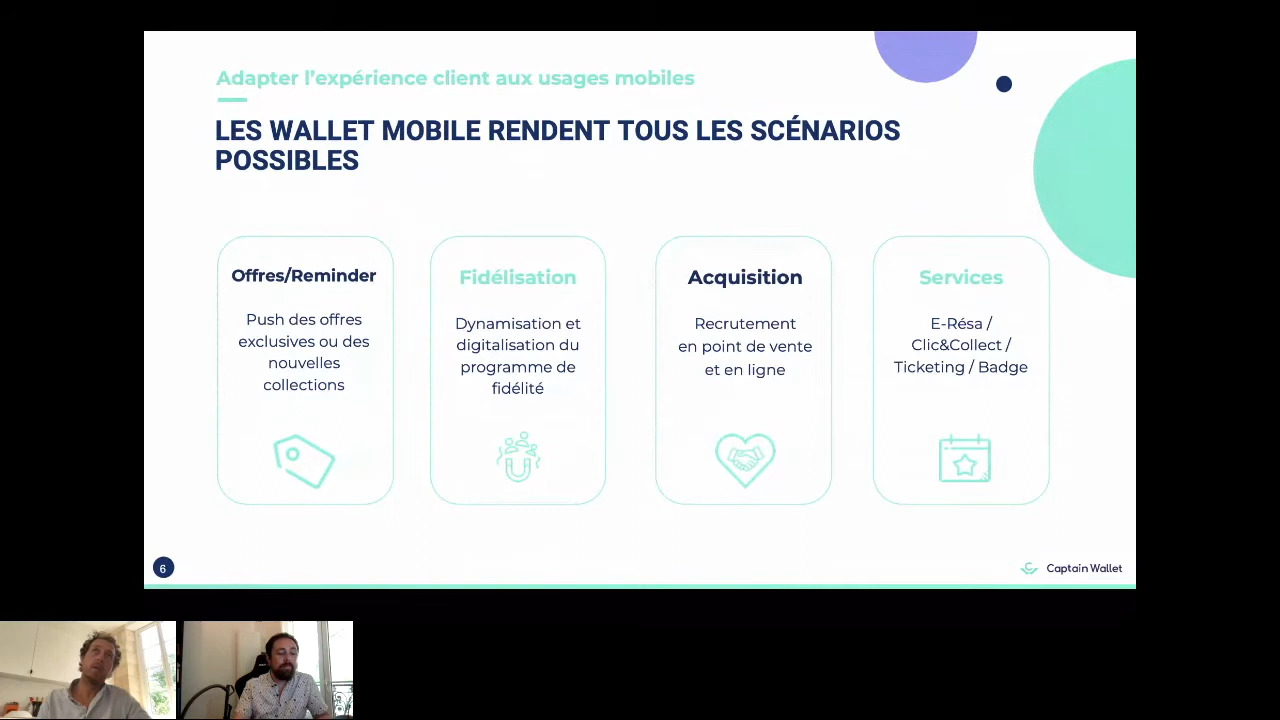 Adapter l’expérience client aux usages mobiles
LES WALLET MOBILE RENDENT TOUS LES SCÉNARIOS
POSSIBLES
Offres/Reminder
Push des offres
exclusives ou des
nouvelles
collections
Fidélisation
Dynamisation et
digitalisation du
programme de
fidélité
Acquisition
Recrutement
en point de vente
et en ligne
Services
E-Résa /
Clic&Collect /
Ticketing / Badge
6
Captain Wallet